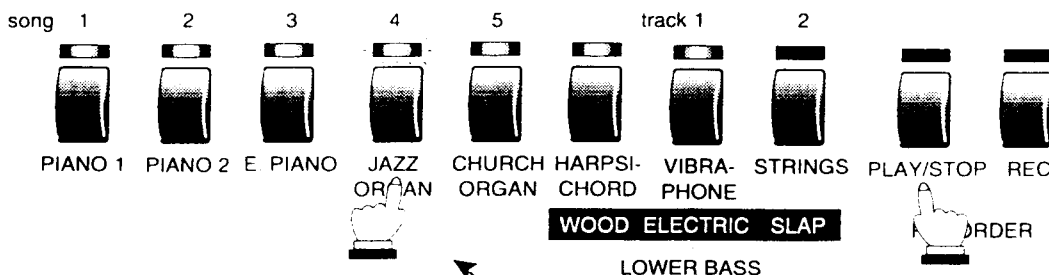 song 1 2 3 4 5 track 1 2
PIANO 1 PIANO 2 E. PIANO JAZZ CHURCH HARPSI- VIBRA- STRINGS PLAY/STOP REC
ORGAN ORGAN CHORD PHONE
WOOD ELECTRIC SLAP
LOWER BASS